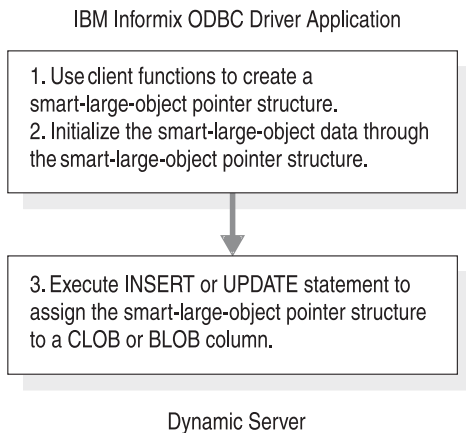 IBM Informix ODBC Driver Application
1. Use client functions to create a
smart-large-object pointer structure.
2. Initialize the smart-large-object data through
the smart-large-object pointer structure.
3. Execute INSERT or UPDATE statement to
assign the smart-large-object pointer structure
to a CLOB or BLOB column.
Dynamic Server